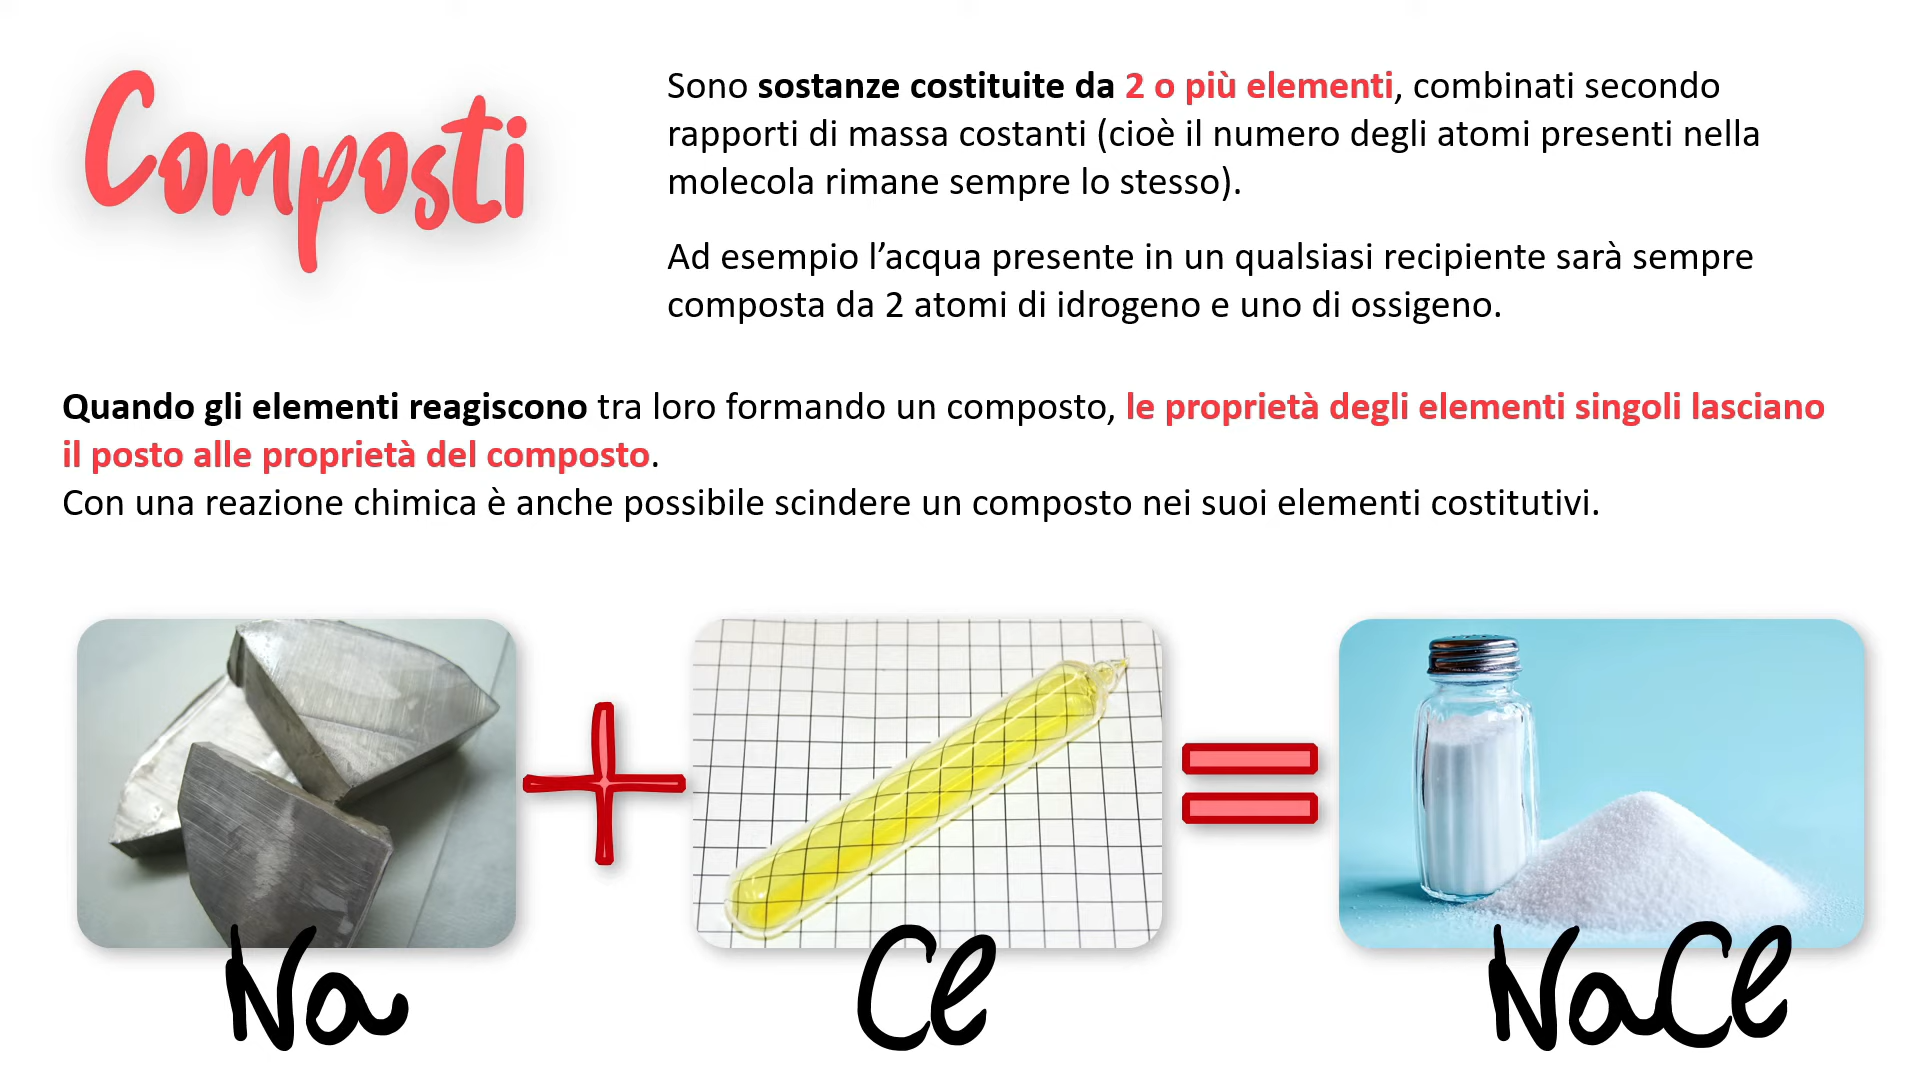 Composti
Sono sostanze costituite da 2 o più elementi, combinati secondo
rapporti di massa costanti (cioè il numero degli atomi presenti nella
molecola rimane sempre lo stesso).
Ad esempio l’acqua presente in un qualsiasi recipiente sarà sempre
composta da 2 atomi di idrogeno e uno di ossigeno.
Quando gli elementi reagiscono tra loro formando un composto, le proprietà degli elementi singoli lasciano
il posto alle proprietà del composto.
Con una reazione chimica è anche possibile scindere un composto nei suoi elementi costitutivi.
Na
Cl
NaCl